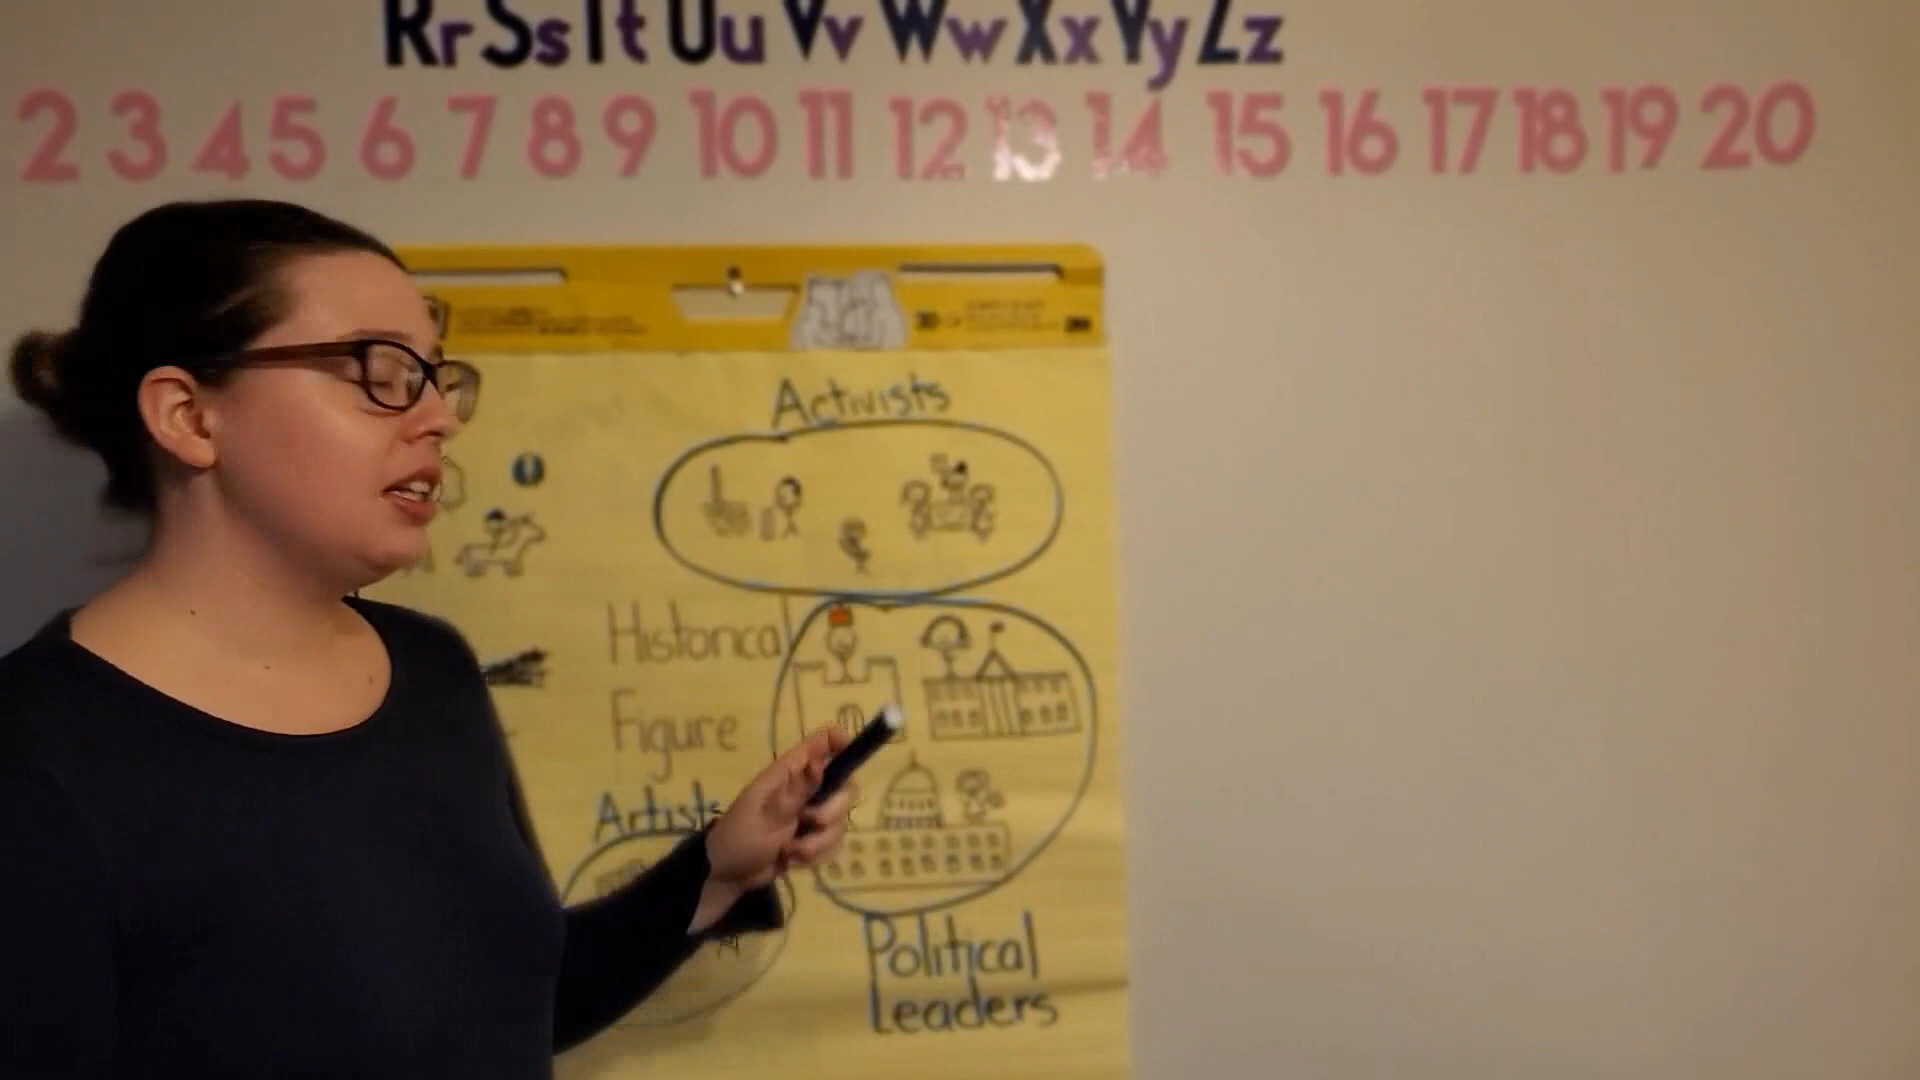 Rr Ss Tt Uu Vv Ww Xx Yy Zz
2 3 4 5 6 7 8 9 10 11 12 13 14 15 16 17 18 19 20
Activists
Historical
Figure
Artists
Political
Leaders